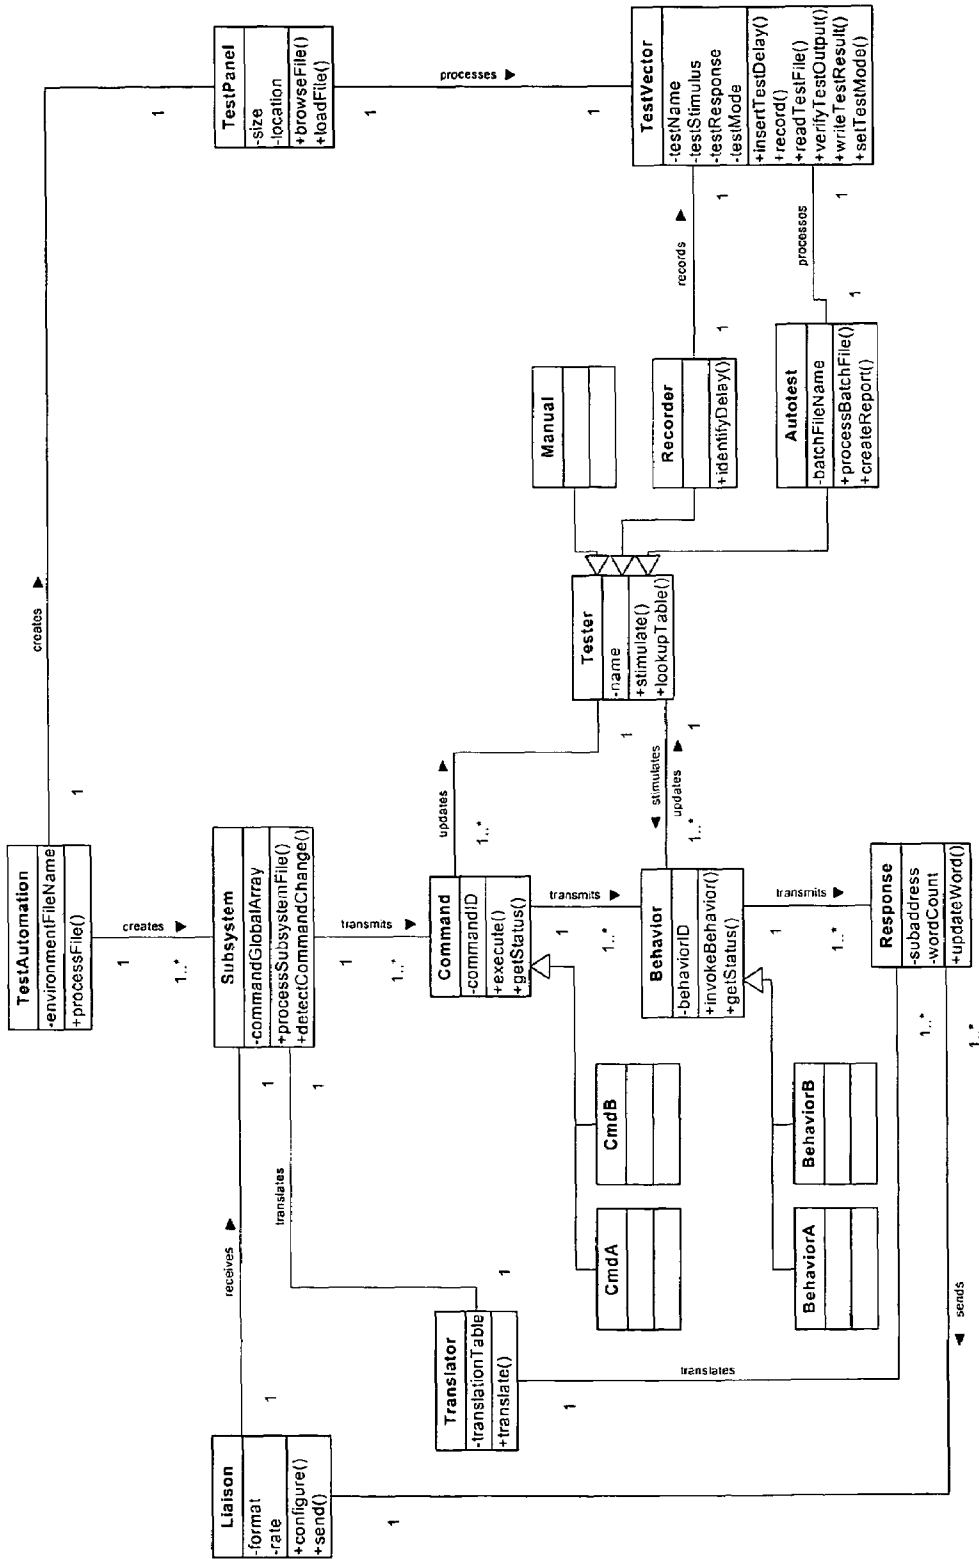 TestAutomation
-environmentFileName
+processFile()
1
creates ▶
1
TestPanel
-size
-location
+browseFile()
+loadFile()
1
processes ▶
1
TestVector
-testName
-testStimulus
-testResponse
-testMode
+insertTestDelay()
+record()
+readTestFile()
+verifyTestOutput()
+writeTestResult()
+setTestMode()
1
creates ▶
1..*
Subsystem
-commandGlobalArray
+processSubsystemFile()
+detectCommandChange()
1
transmits ▶
1..*
Command
-commandID
+execute()
+getStatus()
1..*
updates ▶
1
Tester
-name
+stimulate()
+lookupTable()
Manual
Recorder
+identifyDelay()
1
records ▶
1
Autotest
-batchFileName
+processBatchFile()
+createReport()
1
processes
1
1
transmits ▶
1..*
Behavior
-behaviorID
+invokeBehavior()
+getStatus()
◀ stimulates
updates ▶
1..*
1
1
transmits ▶
1..*
Response
-subaddress
-wordCount
+updateWord()
CmdA
CmdB
BehaviorA
BehaviorB
Liaison
-format
-rate
+configure()
+send()
1
receives ▶
1
Translator
-translationTable
+translate()
1
translates
1
1
translates
1..*
1
◀ sends
1..*